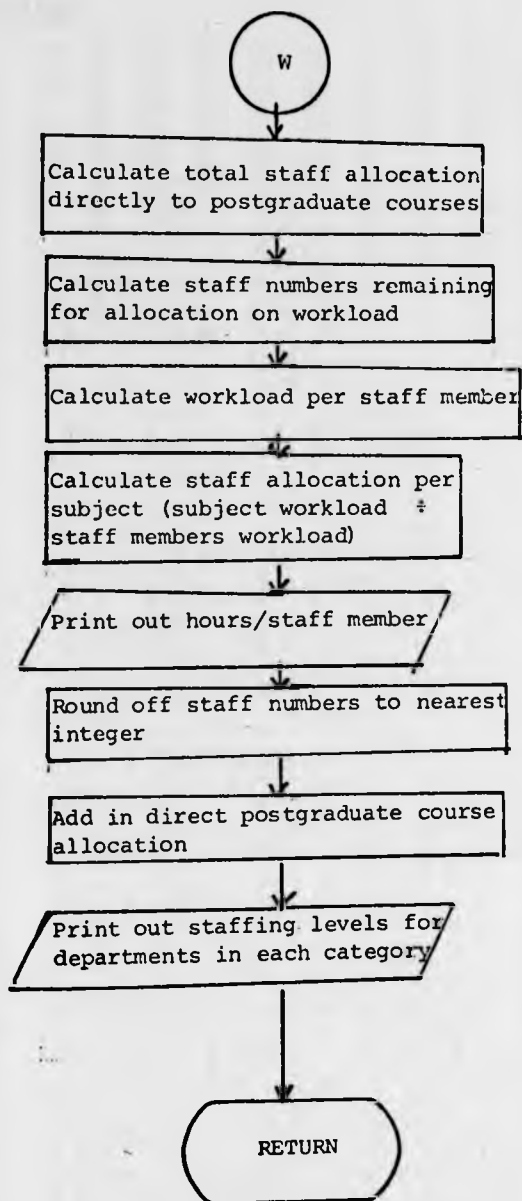 W
Calculate total staff allocation
directly to postgraduate courses
Calculate staff numbers remaining
for allocation on workload
Calculate workload per staff member
Calculate staff allocation per
subject (subject workload ÷
staff members workload)
Print out hours/staff member
Round off staff numbers to nearest
integer
Add in direct postgraduate course
allocation
Print out staffing levels for
departments in each category
RETURN